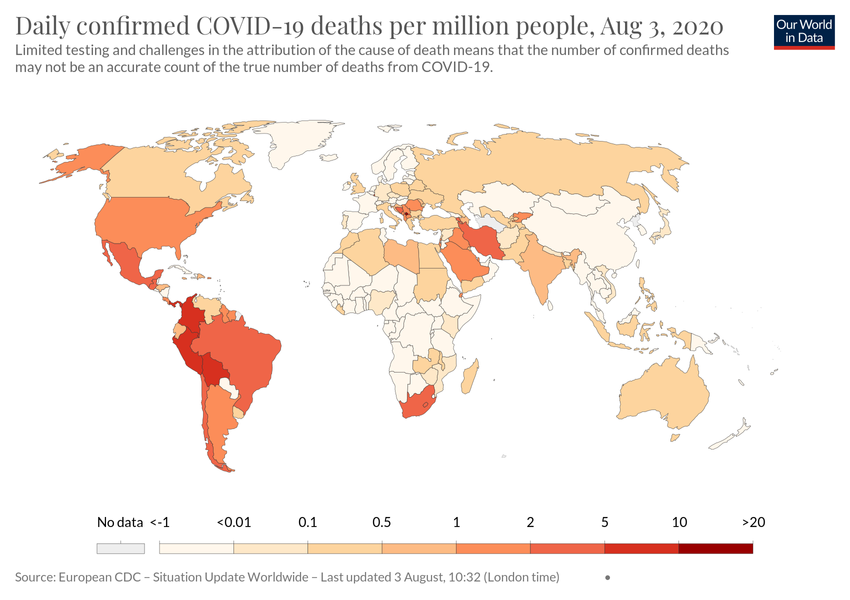 Daily confirmed COVID-19 deaths per million people, Aug 3, 2020
Our World
in Data
Limited testing and challenges in the attribution of the cause of death means that the number of confirmed deaths
may not be an accurate count of the true number of deaths from COVID-19.
No data <-1 <0.01 0.1 0.5 1 2 5 10 >20
Source: European CDC – Situation Update Worldwide – Last updated 3 August, 10:32 (London time)